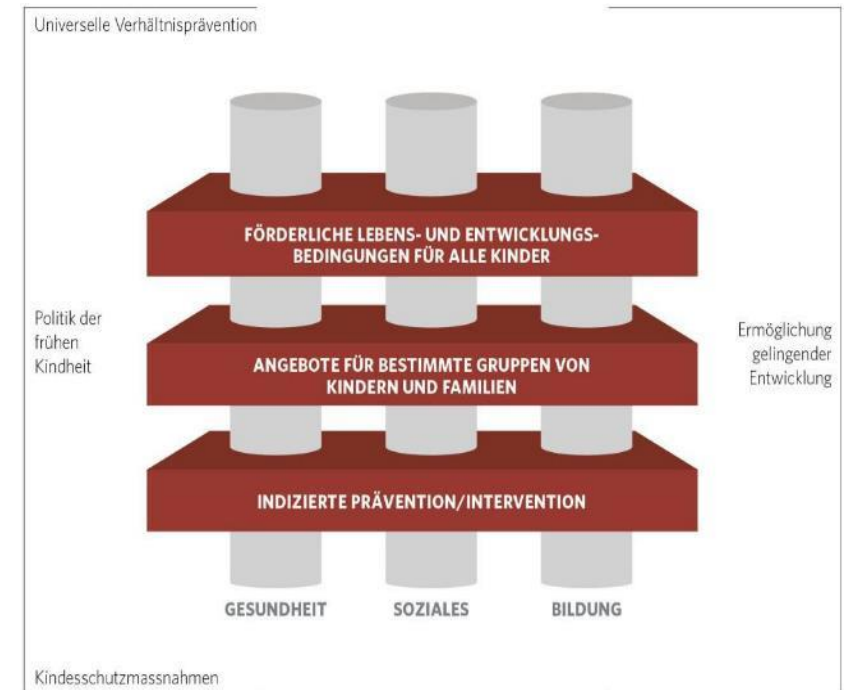 Universelle Verhältnisprävention
FÖRDERLICHE LEBENS- UND ENTWICKLUNGS-
BEDINGUNGEN FÜR ALLE KINDER
Politik der
frühen
Kindheit
ANGEBOTE FÜR BESTIMMTE GRUPPEN VON
KINDERN UND FAMILIEN
Ermöglichung
gelingender
Entwicklung
INDIZIERTE PRÄVENTION/INTERVENTION
GESUNDHEIT
SOZIALES
BILDUNG
Kindesschutzmassnahmen